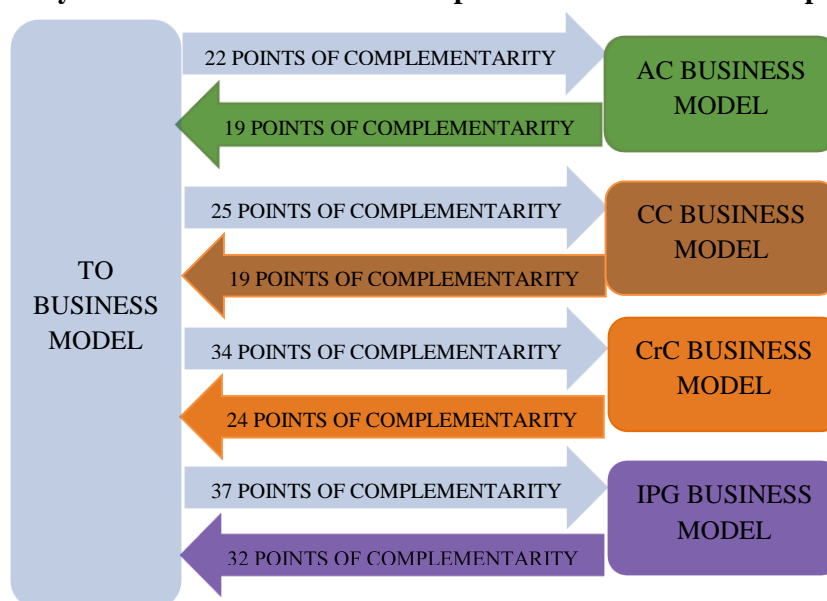 22 POINTS OF COMPLEMENTARITY
AC BUSINESS
MODEL
19 POINTS OF COMPLEMENTARITY
25 POINTS OF COMPLEMENTARITY
CC BUSINESS
MODEL
19 POINTS OF COMPLEMENTARITY
TO
BUSINESS
MODEL
34 POINTS OF COMPLEMENTARITY
CrC BUSINESS
MODEL
24 POINTS OF COMPLEMENTARITY
37 POINTS OF COMPLEMENTARITY
IPG BUSINESS
MODEL
32 POINTS OF COMPLEMENTARITY